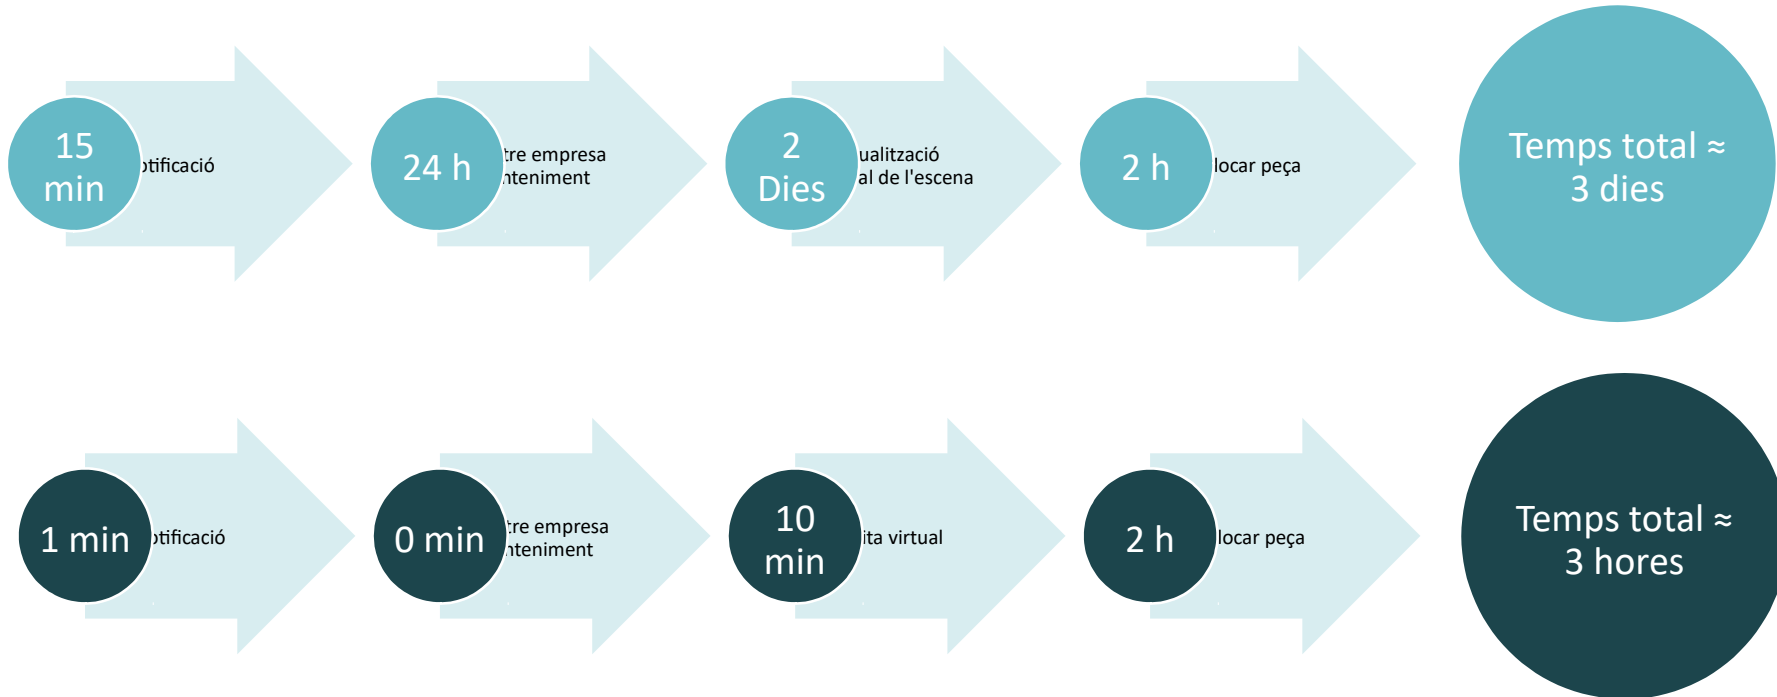 15
min
otificació
24 h
tre empresa
nteniment
2
Dies
ualització
al de l'escena
2 h
locar peça
Temps total ≈
3 dies
1 min
otificació
0 min
tre empresa
nteniment
10
min
ita virtual
2 h
locar peça
Temps total ≈
3 hores